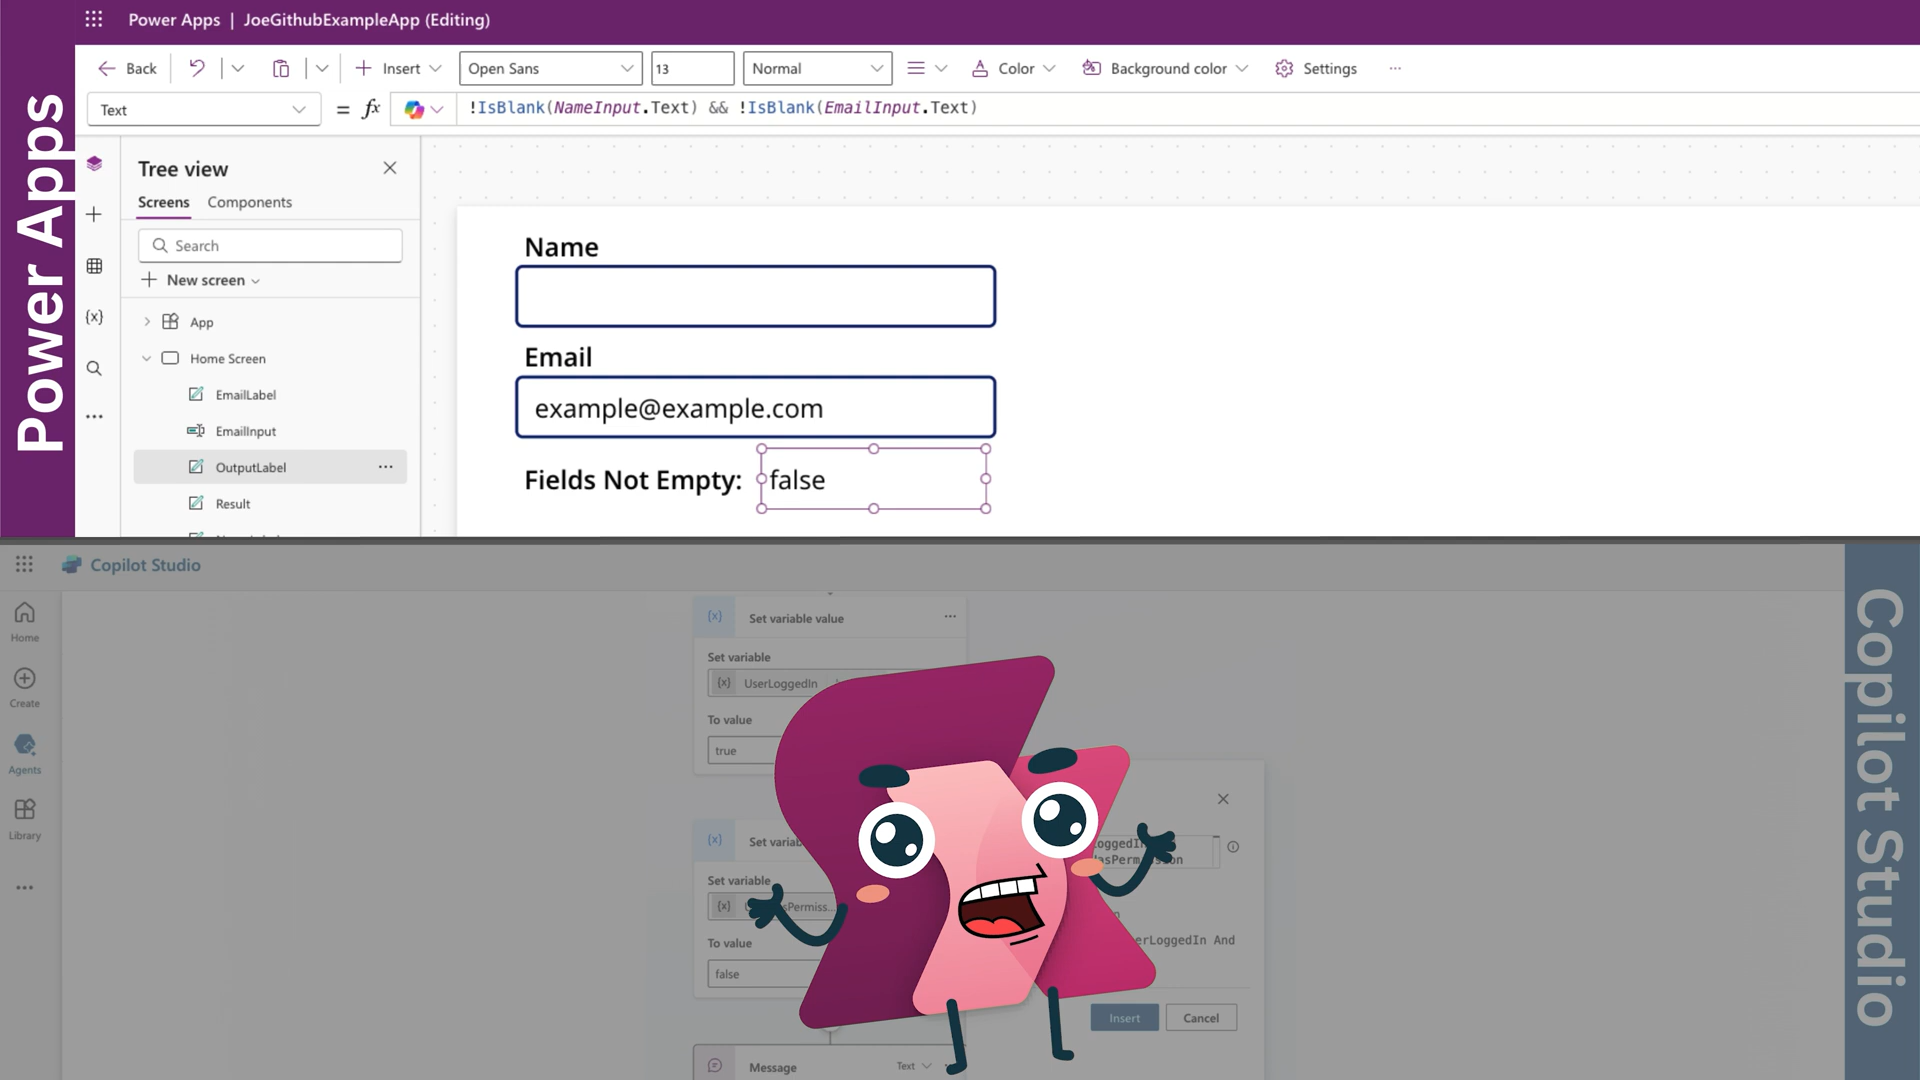 Power Apps
Power Apps | JoeGithubExampleApp (Editing)
Back Insert Open Sans 13 Normal Color Background color Settings ...
Text = fx !IsBlank(NameInput.Text) && !IsBlank(EmailInput.Text)
Tree view
Screens Components
Search
New screen
App
Home Screen
EmailLabel
EmailInput
OutputLabel ...
Result
Name
Email
example@example.com
Fields Not Empty: false
Copilot Studio
Copilot Studio
Home
Create
Agents
Library
{x} Set variable value ...
Set variable
{x} UserLoggedIn
To value
true
{x}
Set variable
{x}
To value
false
erLoggedIn And
Insert Cancel
Message Text